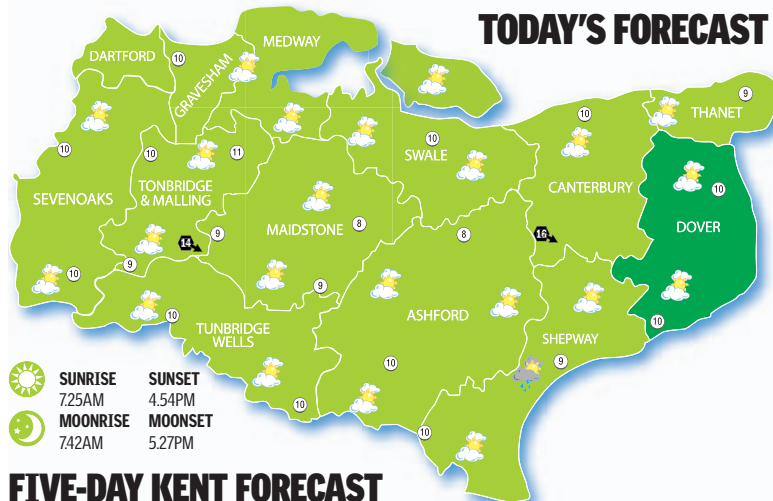 TODAY'S FORECAST
MEDWAY
DARTFORD
10
GRAVESHAM
9
THANET
10
10
10
10
11
SWALE
SEVENOAKS
TONBRIDGE
& MALLING
CANTERBURY
10
DOVER
MAIDSTONE
8
9
8
14
16
9
10
9
10
ASHFORD
10
TUNBRIDGE
WELLS
SHEPWAY
9
10
10
10
SUNRISE SUNSET
7.25AM 4.54PM
MOONRISE MOONSET
7.42AM 5.27PM
FIVE-DAY KENT FORECAST